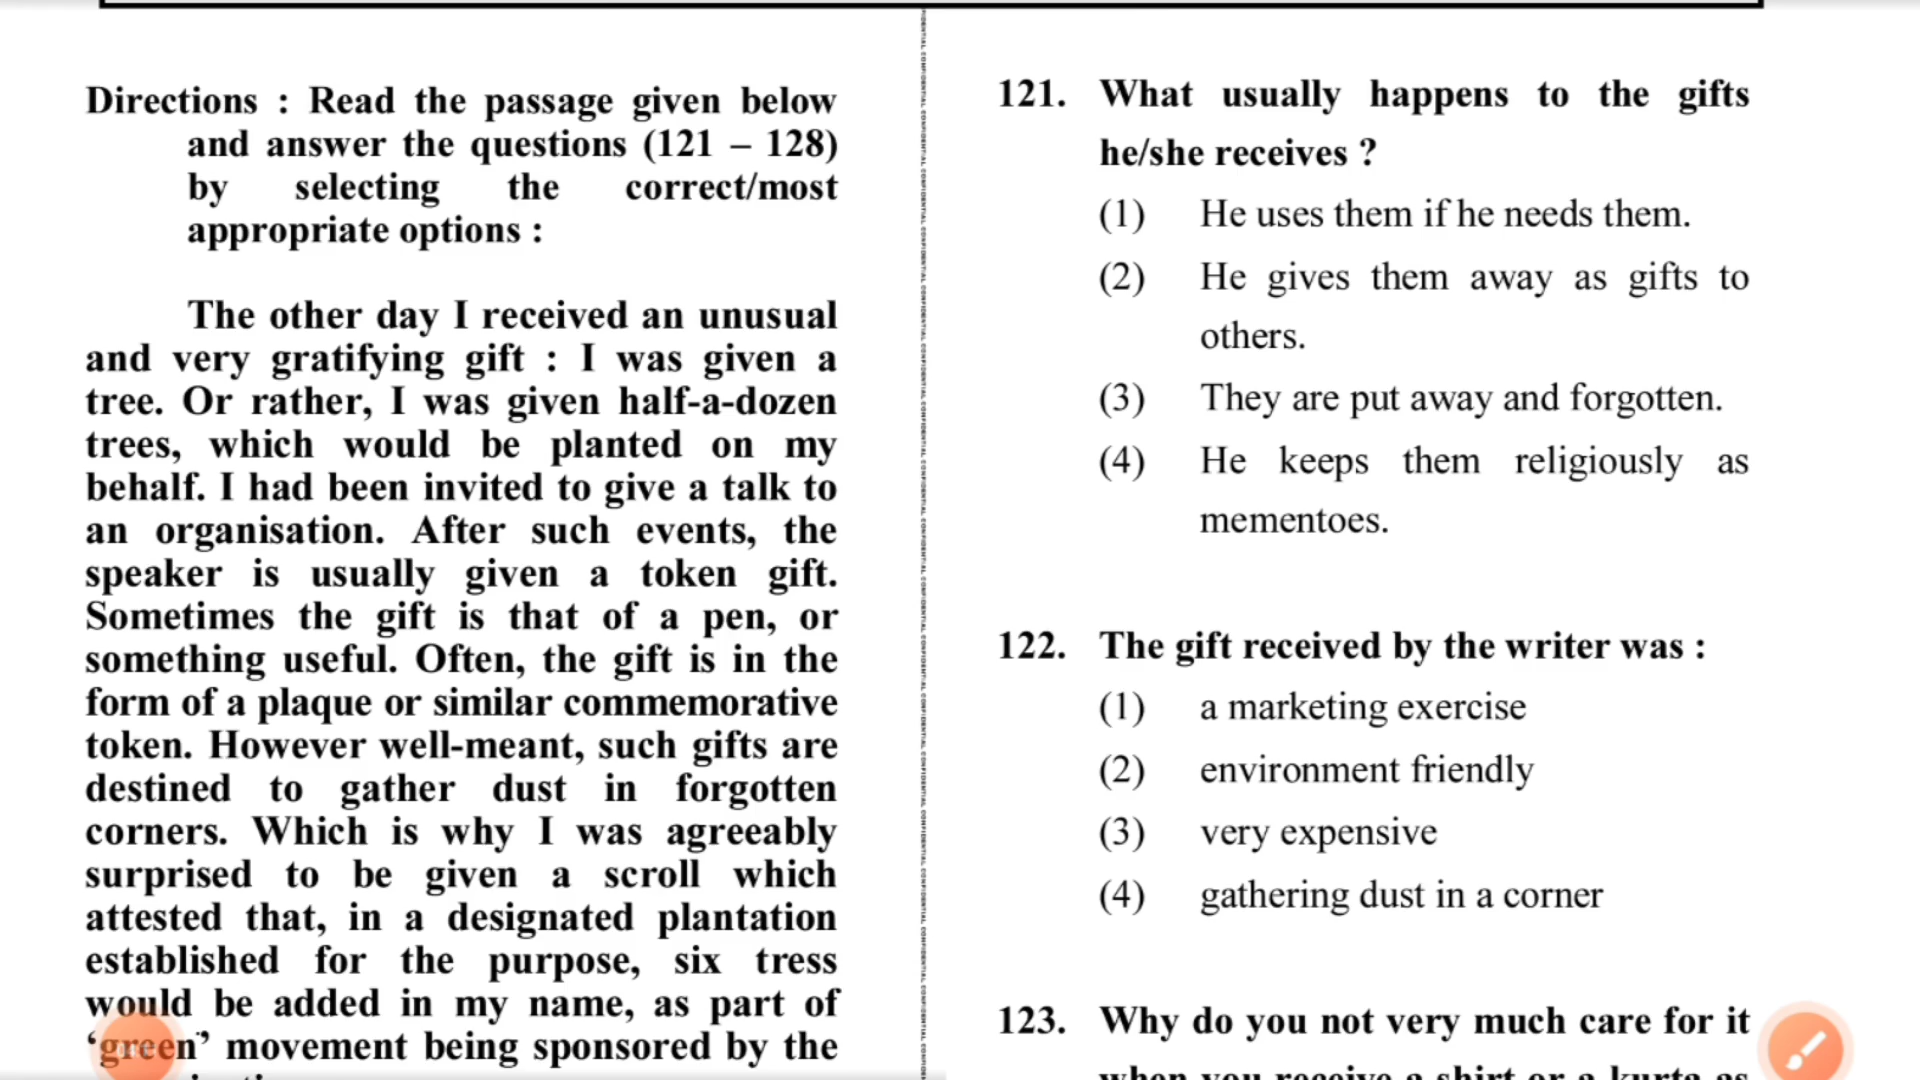 Directions : Read the passage given below
and answer the questions (121 – 128)
by selecting the correct/most
appropriate options :
The other day I received an unusual
and very gratifying gift : I was given a
tree. Or rather, I was given half-a-dozen
trees, which would be planted on my
behalf. I had been invited to give a talk to
an organisation. After such events, the
speaker is usually given a token gift.
Sometimes the gift is that of a pen, or
something useful. Often, the gift is in the
form of a plaque or similar commemorative
token. However well-meant, such gifts are
destined to gather dust in forgotten
corners. Which is why I was agreeably
surprised to be given a scroll which
attested that, in a designated plantation
established for the purpose, six tress
would be added in my name, as part of
‘green’ movement being sponsored by the
121. What usually happens to the gifts
he/she receives ?
(1) He uses them if he needs them.
(2) He gives them away as gifts to
others.
(3) They are put away and forgotten.
(4) He keeps them religiously as
mementoes.
122. The gift received by the writer was :
(1) a marketing exercise
(2) environment friendly
(3) very expensive
(4) gathering dust in a corner
123. Why do you not very much care for it
when you receive a shirt or a kurta as